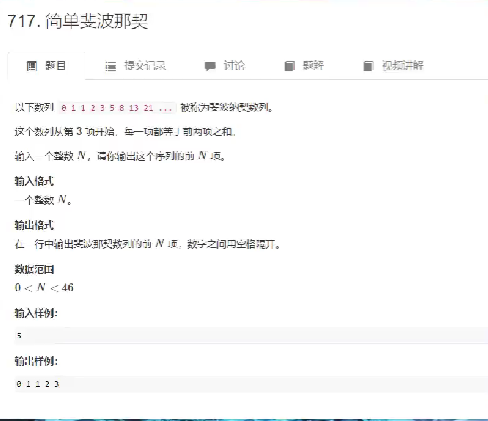 717. 简单斐波那契
题目 提交记录 讨论 题解 视频讲解
以下数列 0 1 1 2 3 5 8 13 21 ... 被称为斐波纳契数列。
这个数列从第 3 项开始，每一项都等于前两项之和。
输入一个整数 N，请你输出这个序列的前 N 项。
输入格式
一个整数 N。
输出格式
在一行中输出斐波那契数列的前 N 项，数字之间用空格隔开。
数据范围
0 < N < 46
输入样例：
5
输出样例：
0 1 1 2 3